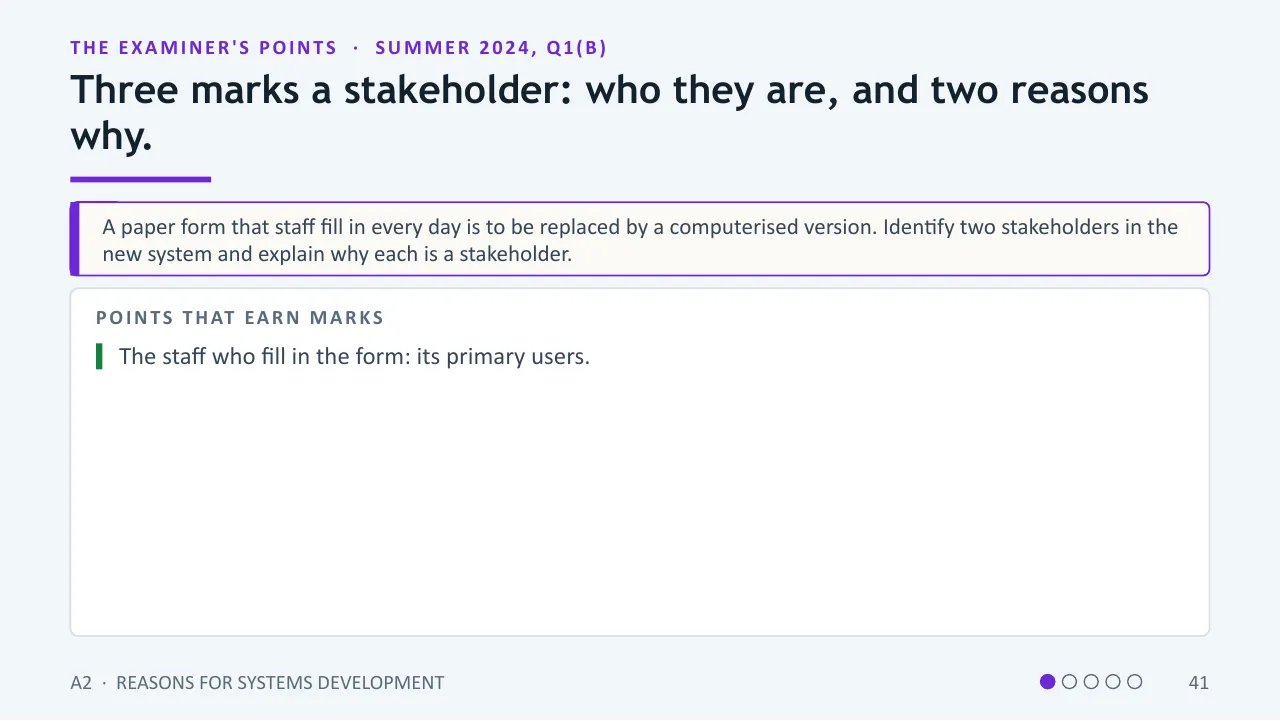 THE EXAMINER'S POINTS · SUMMER 2024, Q1(B)
Three marks a stakeholder: who they are, and two reasons
why.
A paper form that staff fill in every day is to be replaced by a computerised version. Identify two stakeholders in the
new system and explain why each is a stakeholder.
POINTS THAT EARN MARKS
The staff who fill in the form: its primary users.
A2 · REASONS FOR SYSTEMS DEVELOPMENT
41